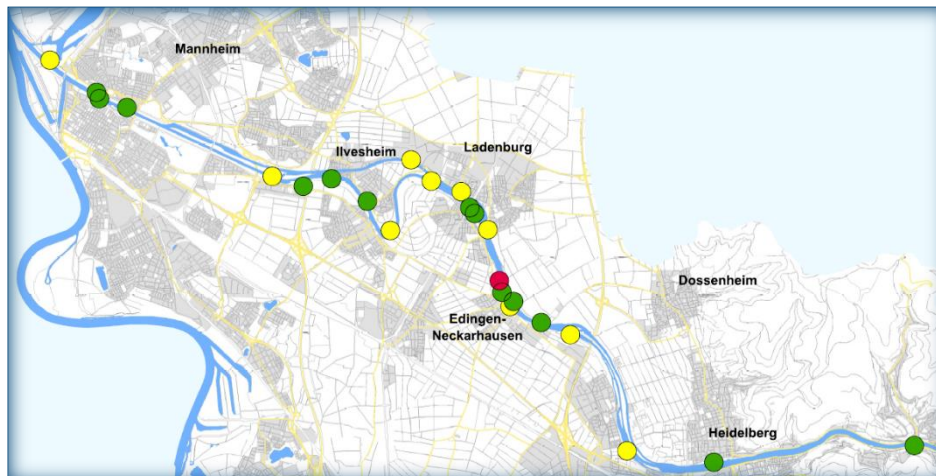 Mannheim
Ilvesheim
Ladenburg
Dossenheim
Edingen-
Neckarhausen
Heidelberg